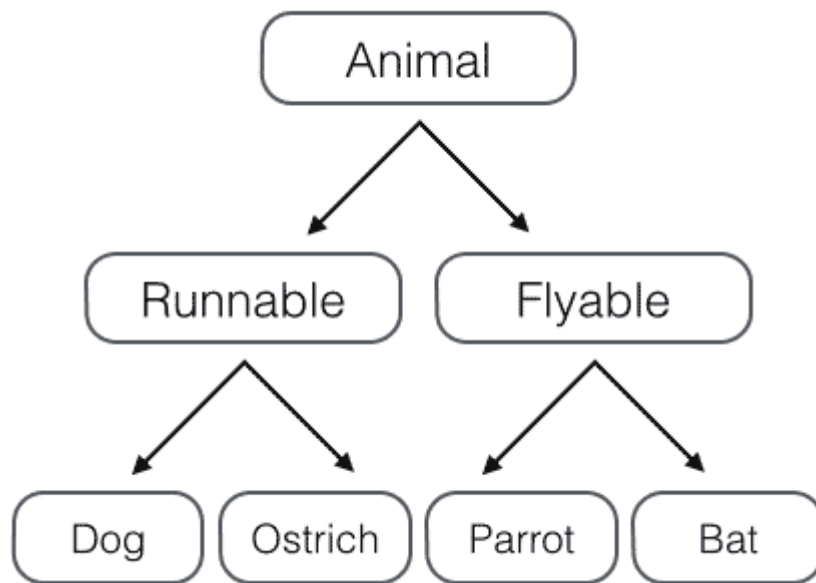 Animal
Runnable
Flyable
Dog
Ostrich
Parrot
Bat